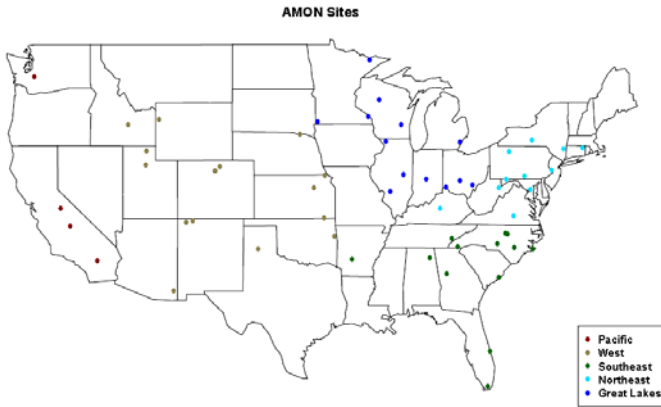 AMON Sites
Pacific
West
Southeast
Northeast
Great Lakes